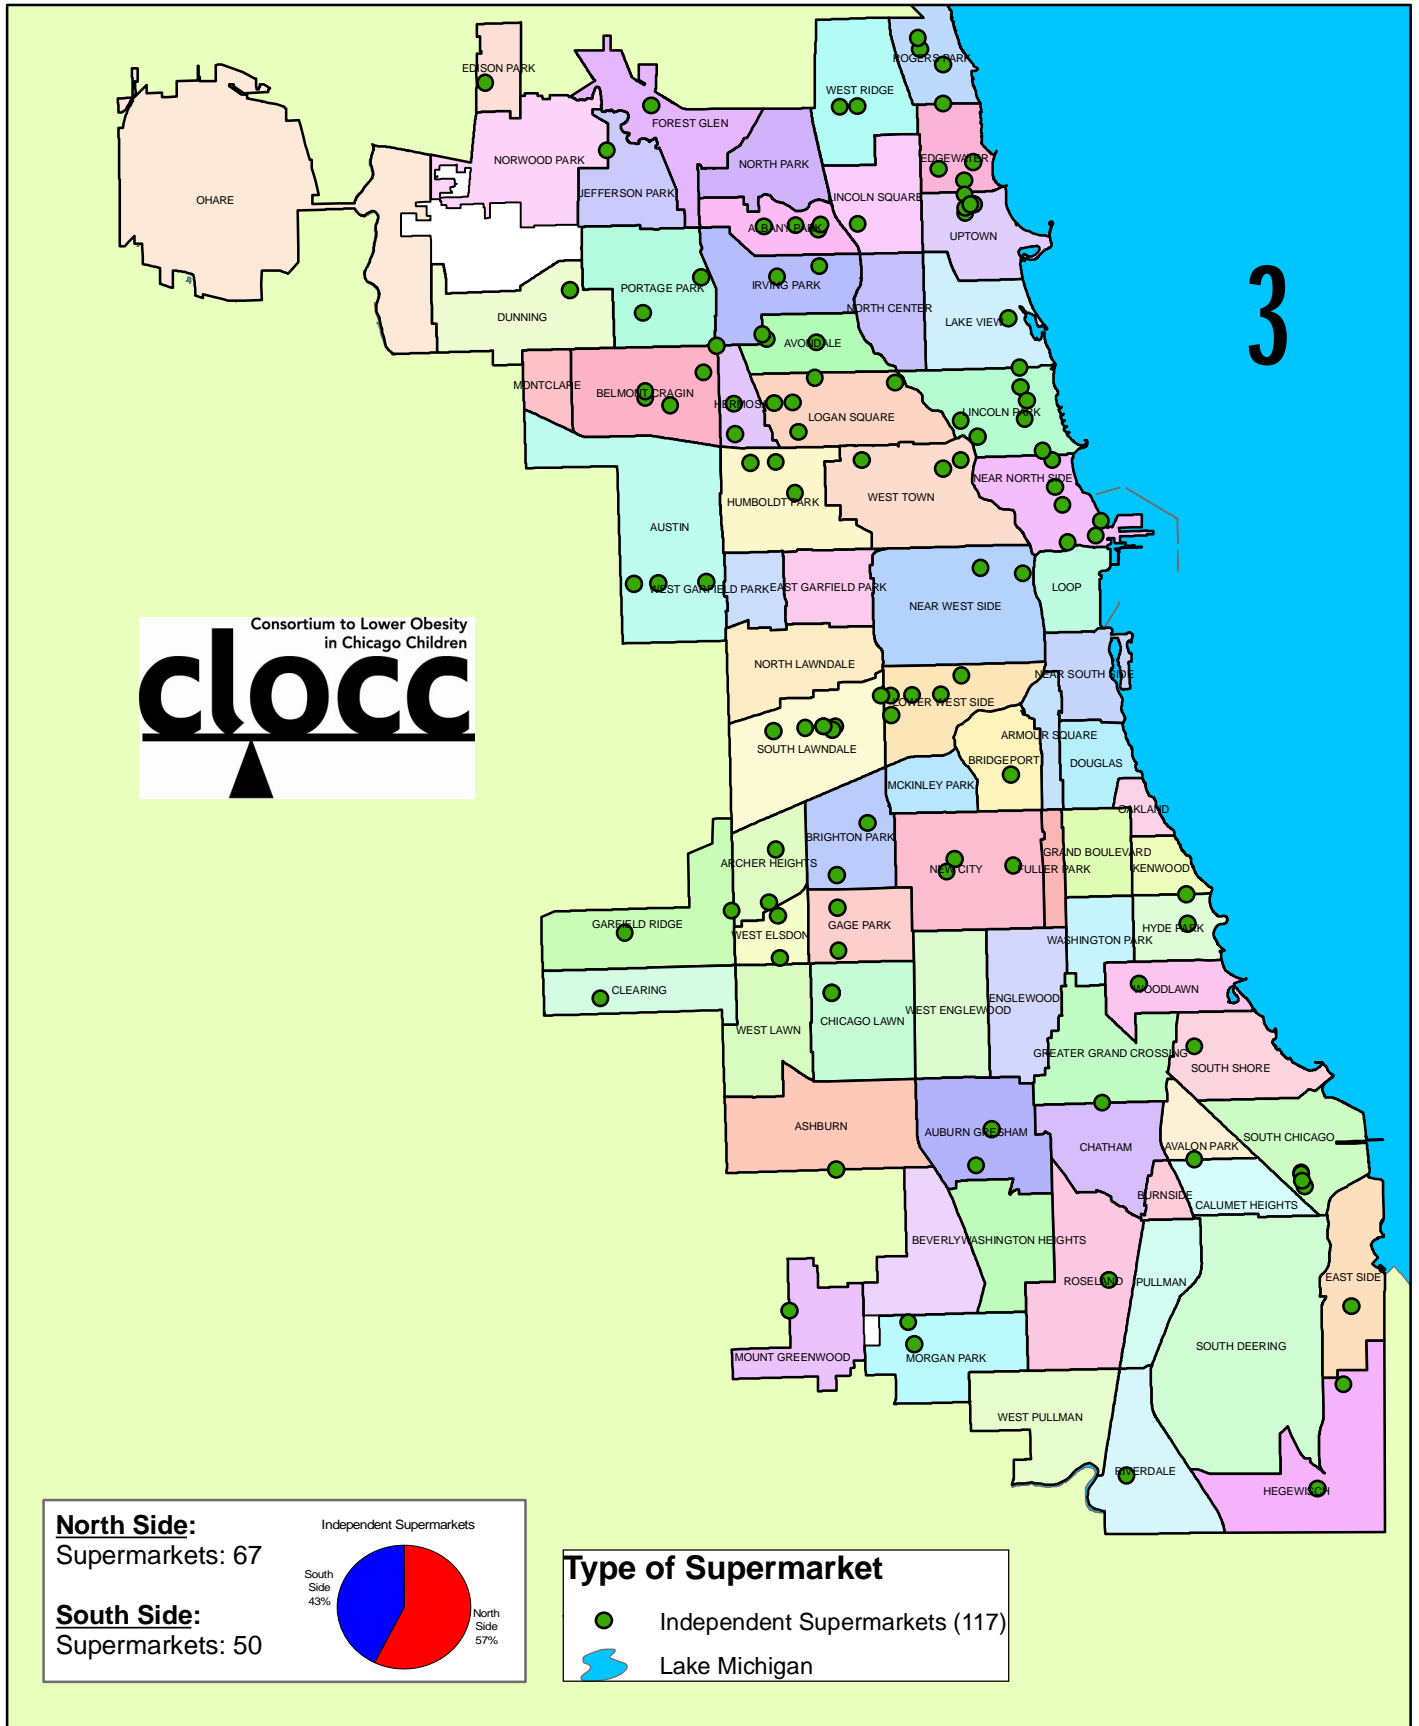 ROGERS PARK
EDISON PARK
WEST RIDGE
FOREST GLEN
NORWOOD PARK
NORTH PARK
EDGEWATER
JEFFERSON PARK
LINCOLN SQUARE
OHARE
ALBANY PARK
UPTOWN
3
PORTAGE PARK
IRVING PARK
NORTH CENTER
DUNNING
LAKE VIEW
AVONDALE
MONTCLARE
BELMONT CRAGIN
HERMOSA
LOGAN SQUARE
LINCOLN PARK
NEAR NORTH SIDE
HUMBOLDT PARK
WEST TOWN
AUSTIN
WEST GARFIELD PARK
EAST GARFIELD PARK
LOOP
NEAR WEST SIDE
Consortium to Lower Obesity
in Chicago Children
clocc
NORTH LAWNDALE
NEAR SOUTH SIDE
LOWER WEST SIDE
ARMOUR SQUARE
SOUTH LAWNDALE
BRIDGEPORT
DOUGLAS
MCKINLEY PARK
OAKLAND
BRIGHTON PARK
GRAND BOULEVARD
ARCHER HEIGHTS
NEW CITY
FULLER PARK
KENWOOD
GARFIELD RIDGE
GAGE PARK
HYDE PARK
WEST ELSDON
WASHINGTON PARK
CLEARING
WOODLAWN
ENGLEWOOD
WEST ENGLEWOOD
CHICAGO LAWN
WEST LAWN
GREATER GRAND CROSSING
SOUTH SHORE
ASHBURN
AUBURN GRESHAM
SOUTH CHICAGO
CHATHAM
AVALON PARK
BURNSIDE
CALUMET HEIGHTS
BEVERLY
WASHINGTON HEIGHTS
EAST SIDE
ROSELAND
PULLMAN
SOUTH DEERING
MOUNT GREENWOOD
MORGAN PARK
WEST PULLMAN
RIVERDALE
HEGEWISCH
North Side:
Supermarkets: 67
South Side:
Supermarkets: 50
Independent Supermarkets
South
Side
43%
North
Side
57%
Type of Supermarket
Independent Supermarkets (117)
Lake Michigan